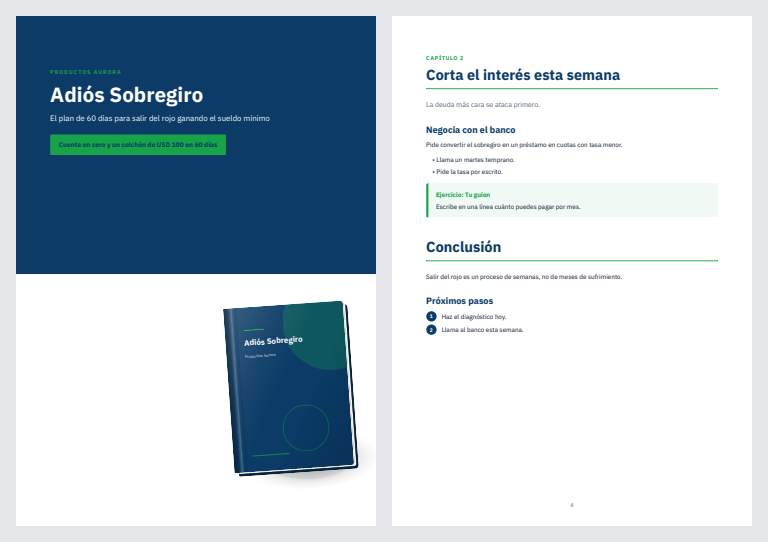 PRODUCTOS AURORA
Adiós Sobregiro
El plan de 60 días para salir del rojo ganando el sueldo mínimo
Cuenta en cero y un colchón de USD 100 en 60 días
Adiós Sobregiro
Productos Aurora
CAPÍTULO 2
Corta el interés esta semana
La deuda más cara se ataca primero.
Negocia con el banco
Pide convertir el sobregiro en un préstamo en cuotas con tasa menor.
• Llama un martes temprano.
• Pide la tasa por escrito.
Ejercicio: Tu guion
Escribe en una línea cuánto puedes pagar por mes.
Conclusión
Salir del rojo es un proceso de semanas, no de meses de sufrimiento.
Próximos pasos
1 Haz el diagnóstico hoy.
2 Llama al banco esta semana.
4